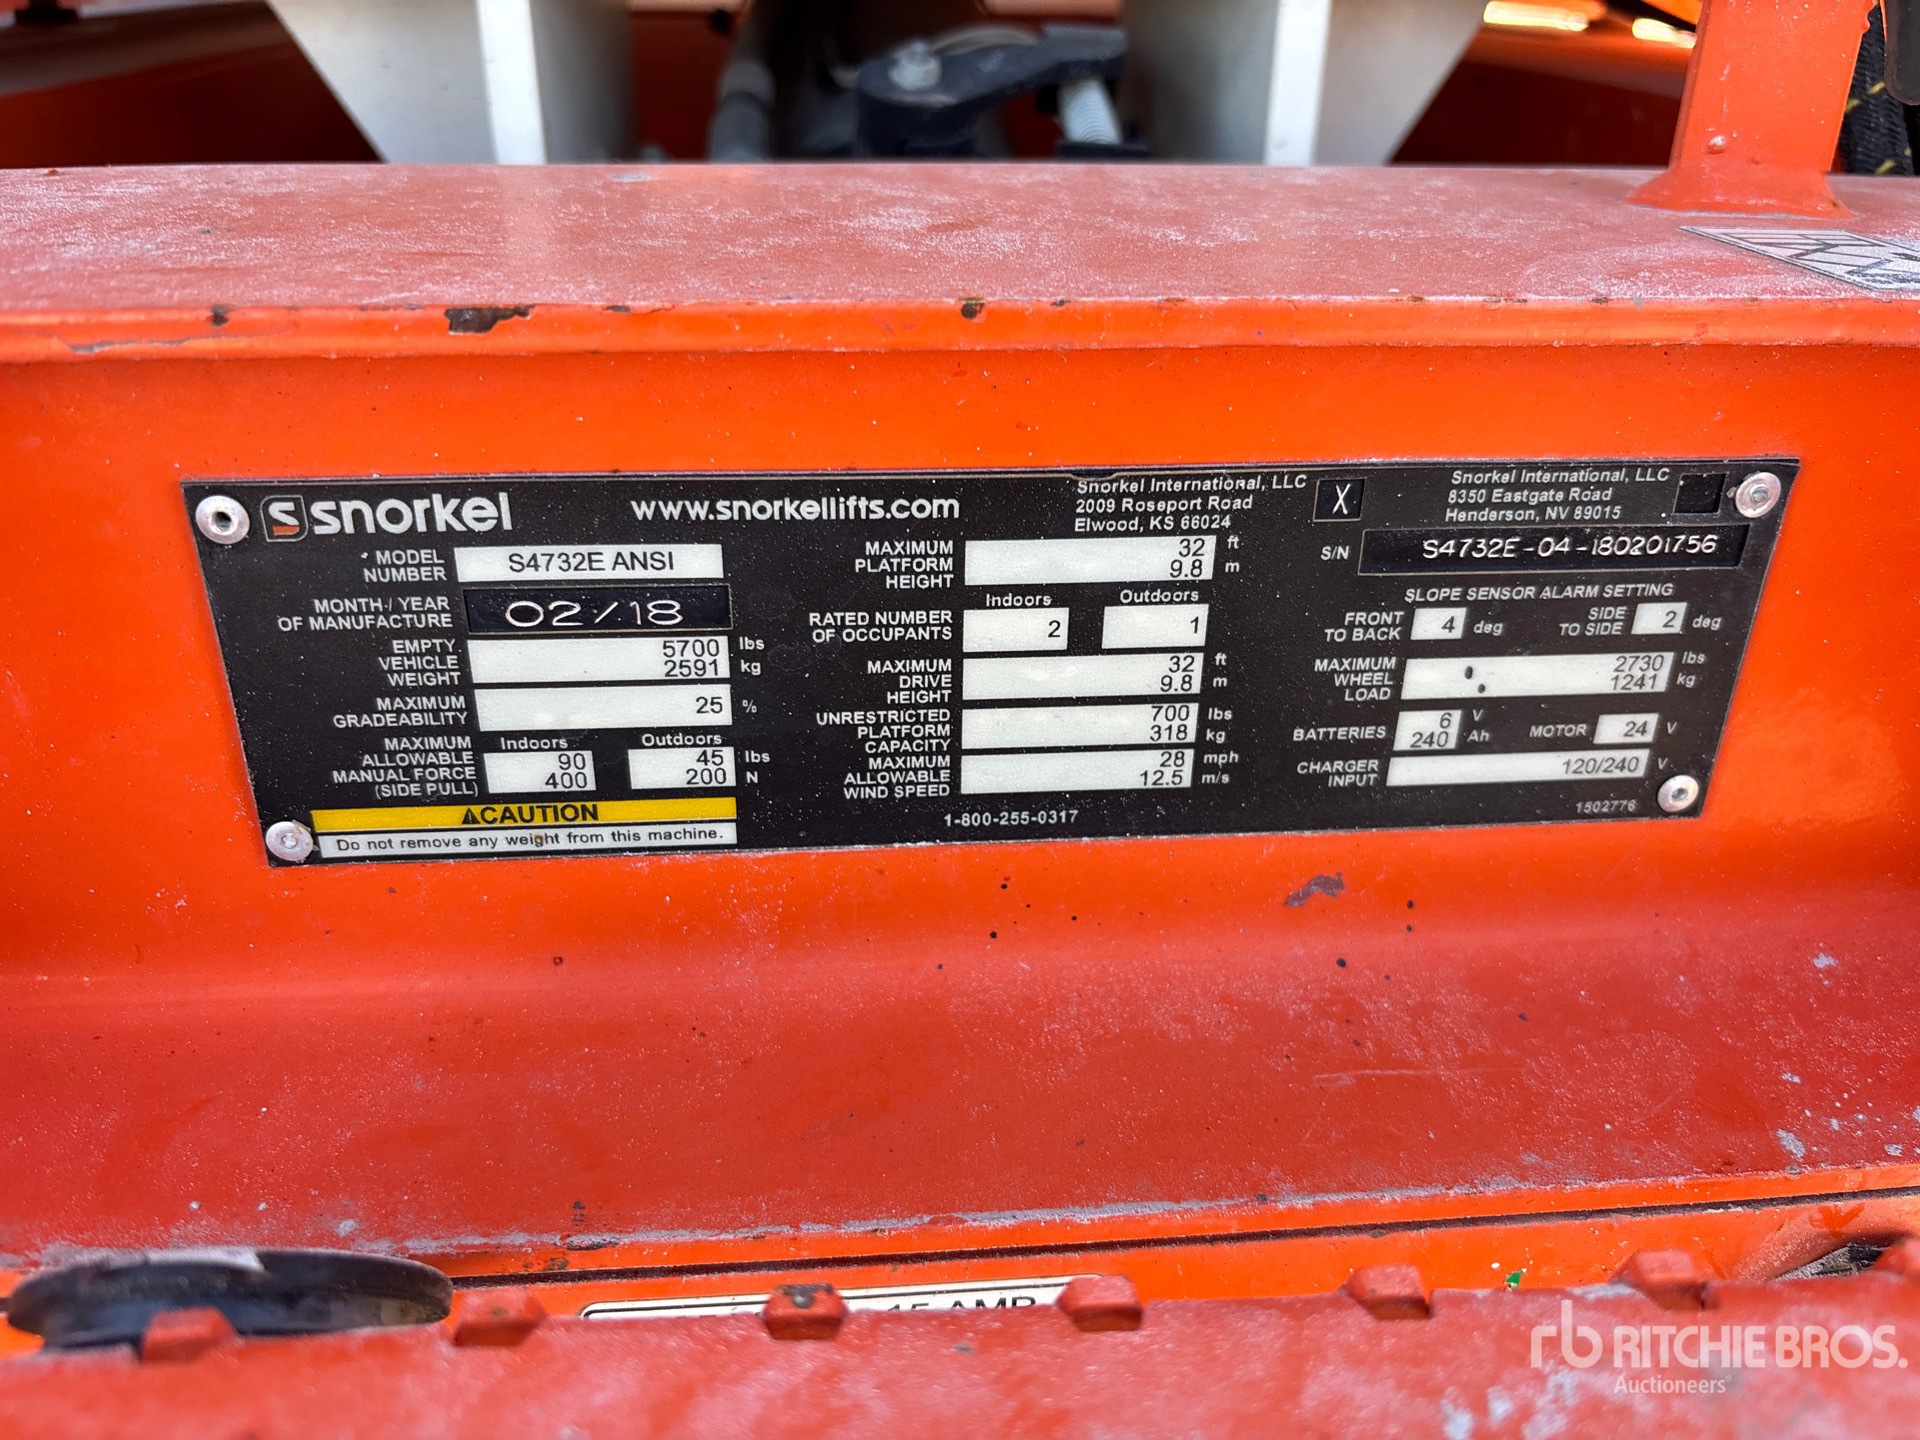 snorkel
www.snorkellifts.com
Snorkel International, LLC
2009 Roseport Road
Elwood, KS 66024
X
Snorkel International, LLC
8350 Eastgate Road
Henderson, NV 89015
MODEL NUMBER S4732E ANSI
MONTH / YEAR OF MANUFACTURE 02/18
EMPTY VEHICLE WEIGHT 5700 lbs 2591 kg
MAXIMUM GRADEABILITY 25 %
MAXIMUM ALLOWABLE MANUAL FORCE (SIDE PULL)
Indoors 90 400
Outdoors 45 lbs 200 N
⚠CAUTION
Do not remove any weight from this machine.
MAXIMUM PLATFORM HEIGHT 32 ft 9.8 m
RATED NUMBER OF OCCUPANTS
Indoors 2
Outdoors 1
MAXIMUM DRIVE HEIGHT 32 ft 9.8 m
UNRESTRICTED PLATFORM CAPACITY 700 lbs 318 kg
MAXIMUM ALLOWABLE WIND SPEED 28 mph 12.5 m/s
1-800-255-0317
S/N S4732E-04-180201756
SLOPE SENSOR ALARM SETTING
FRONT TO BACK 4 deg
SIDE TO SIDE 2 deg
MAXIMUM WHEEL LOAD 2730 lbs 1241 kg
BATTERIES 6 V 240 Ah
MOTOR 24 V
CHARGER INPUT 120/240 V
1502776
15 AMP
rb RITCHIE BROS.
Auctioneers